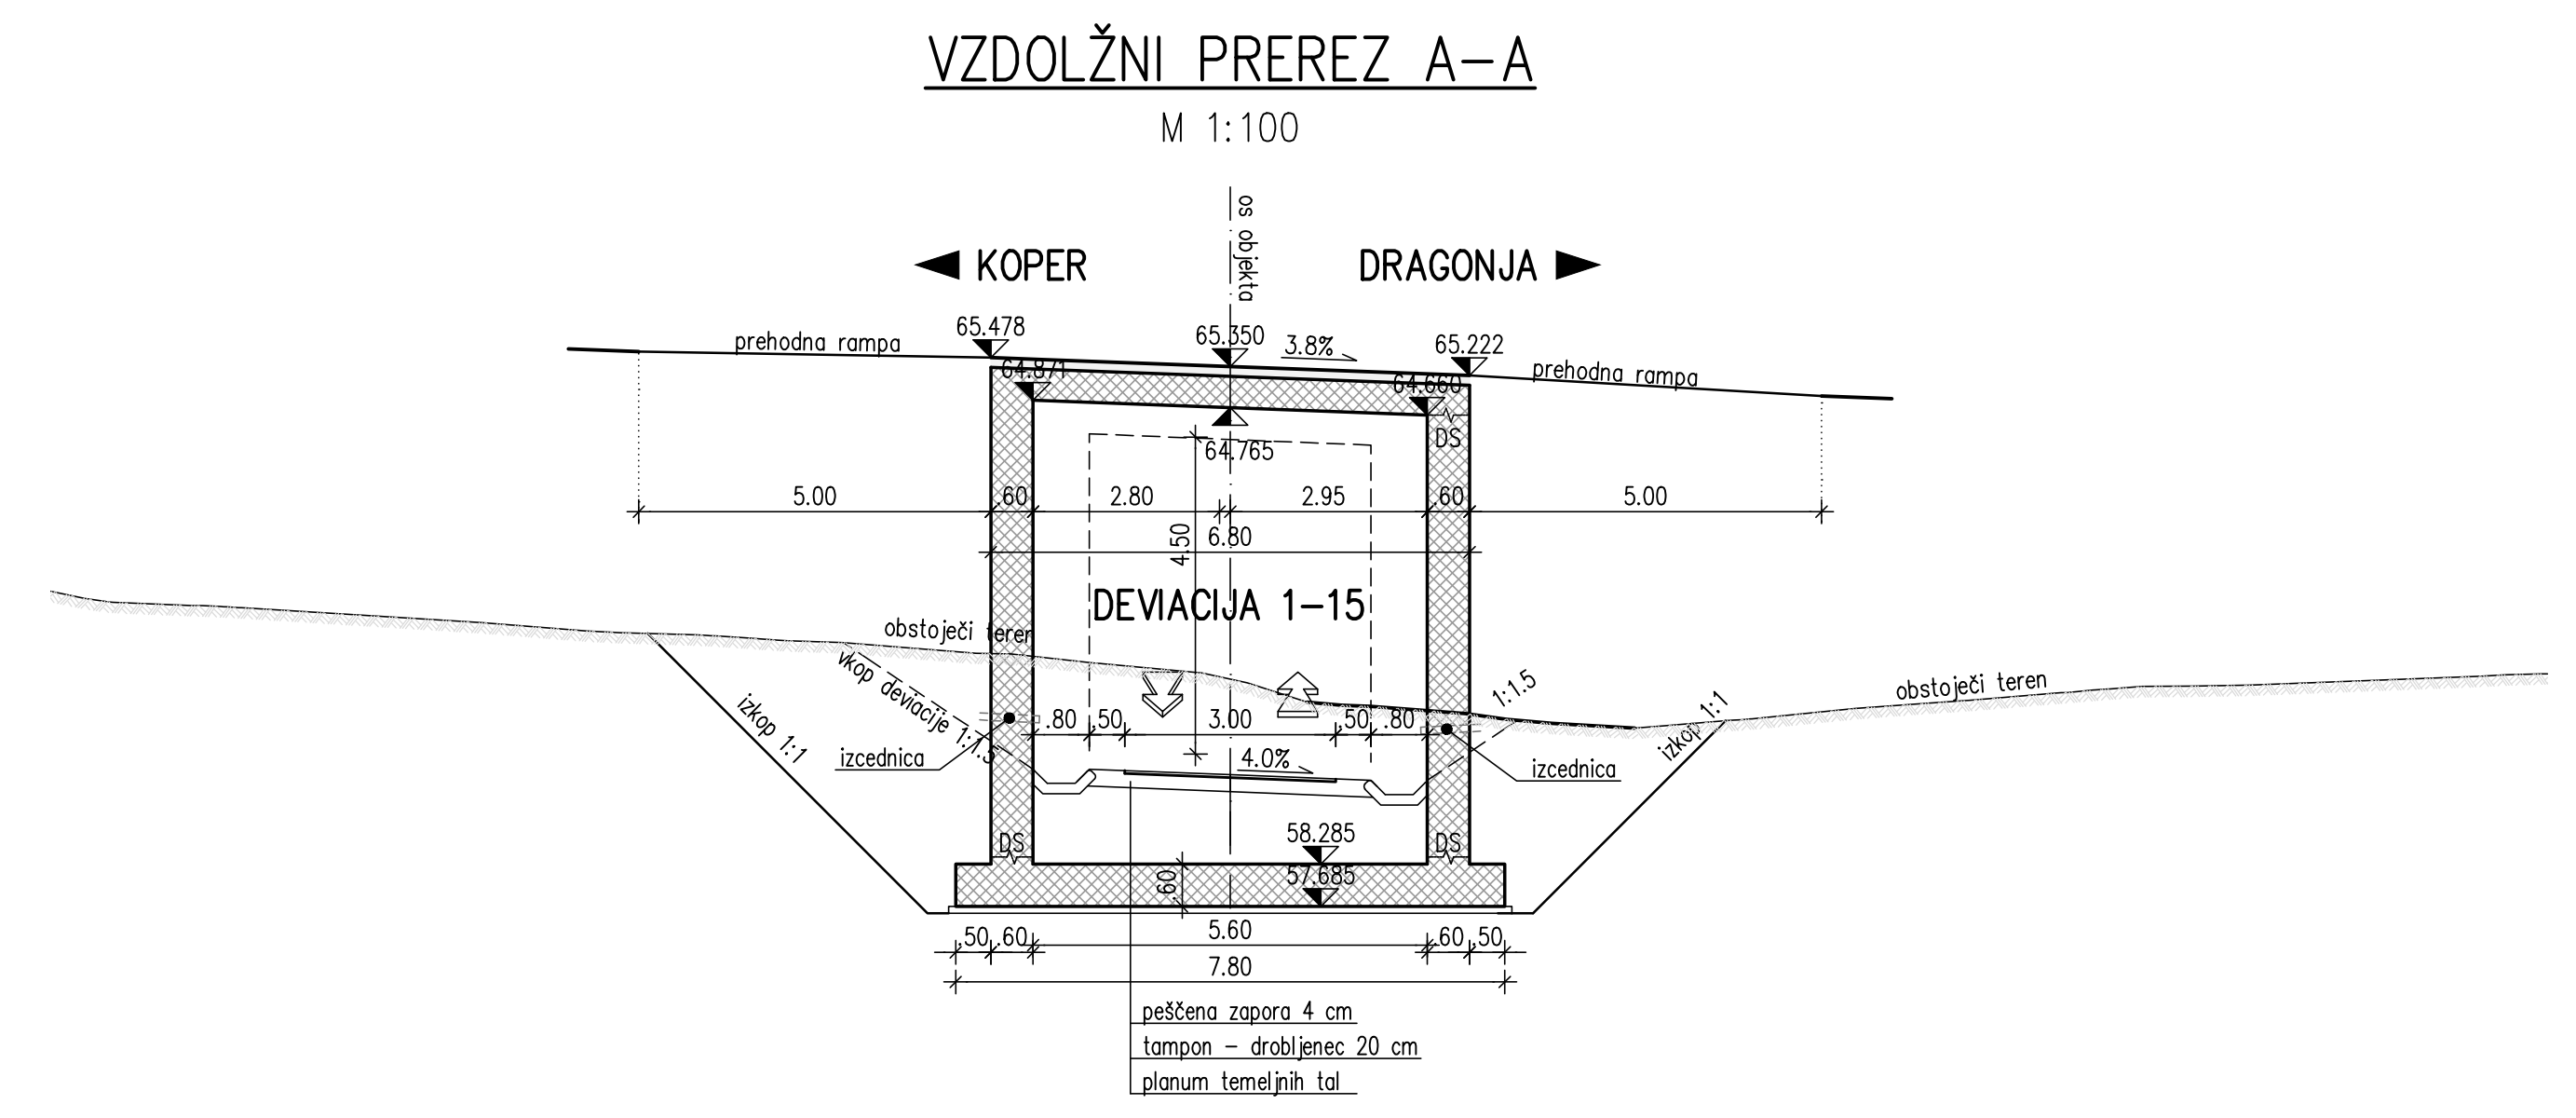 VZDOLŽNI PREREZ A–A
M 1:100
os objekta
KOPER
DRAGONJA
65.478
65.350
3.8%
65.222
prehodna rampa
prehodna rampa
64.871
64.660
DS
64.765
5.00
.60
2.80
2.95
.60
5.00
4.50
6.80
DEVIACIJA 1–15
obstoječi teren
vkop deviacije 1:1.5
izkop 1:1
1:1.5
izkop 1:1
obstoječi teren
.80
.50
3.00
.50
.80
izcednica
4.0%
izcednica
DS
58.285
DS
.60
57.685
.50
.60
5.60
.60
.50
7.80
peščena zapora 4 cm
tampon – drobljenec 20 cm
planum temeljnih tal